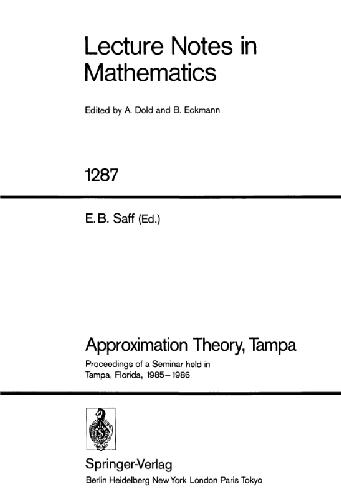 Lecture Notes in
Mathematics
Edited by A. Dold and B. Eckmann
1287
E. B. Saff (Ed.)
Approximation Theory, Tampa
Proceedings of a Seminar held in
Tampa, Florida, 1985–1986
Springer-Verlag
Berlin Heidelberg New York London Paris Tokyo